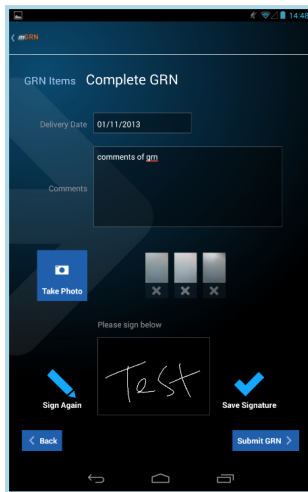 14:48
mGRN
GRN Items Complete GRN
Delivery Date 01/11/2013
comments of grn
Comments
Take Photo
Please sign below
Test
Sign Again
Save Signature
Back
Submit GRN